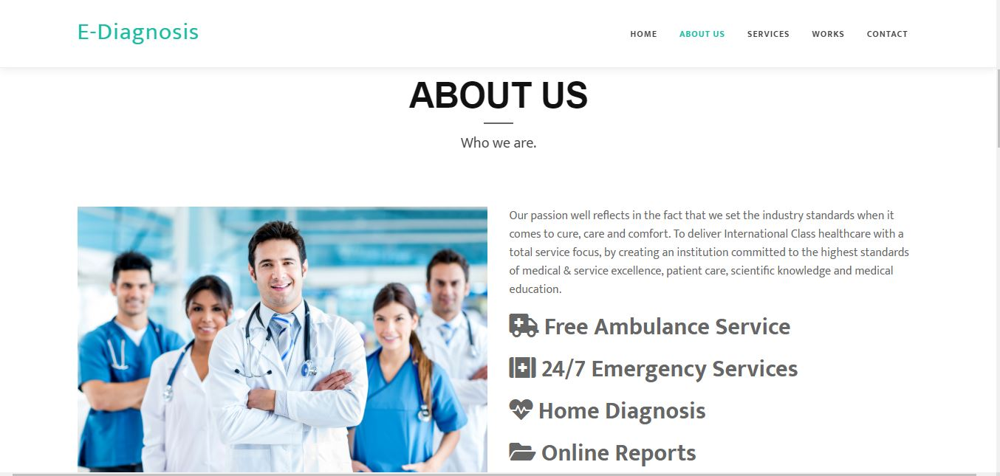 E-Diagnosis
HOME ABOUT US SERVICES WORKS CONTACT
ABOUT US
Who we are.
Our passion well reflects in the fact that we set the industry standards when it
comes to cure, care and comfort. To deliver International Class healthcare with a
total service focus, by creating an institution committed to the highest standards
of medical & service excellence, patient care, scientific knowledge and medical
education.
Free Ambulance Service
24/7 Emergency Services
Home Diagnosis
Online Reports